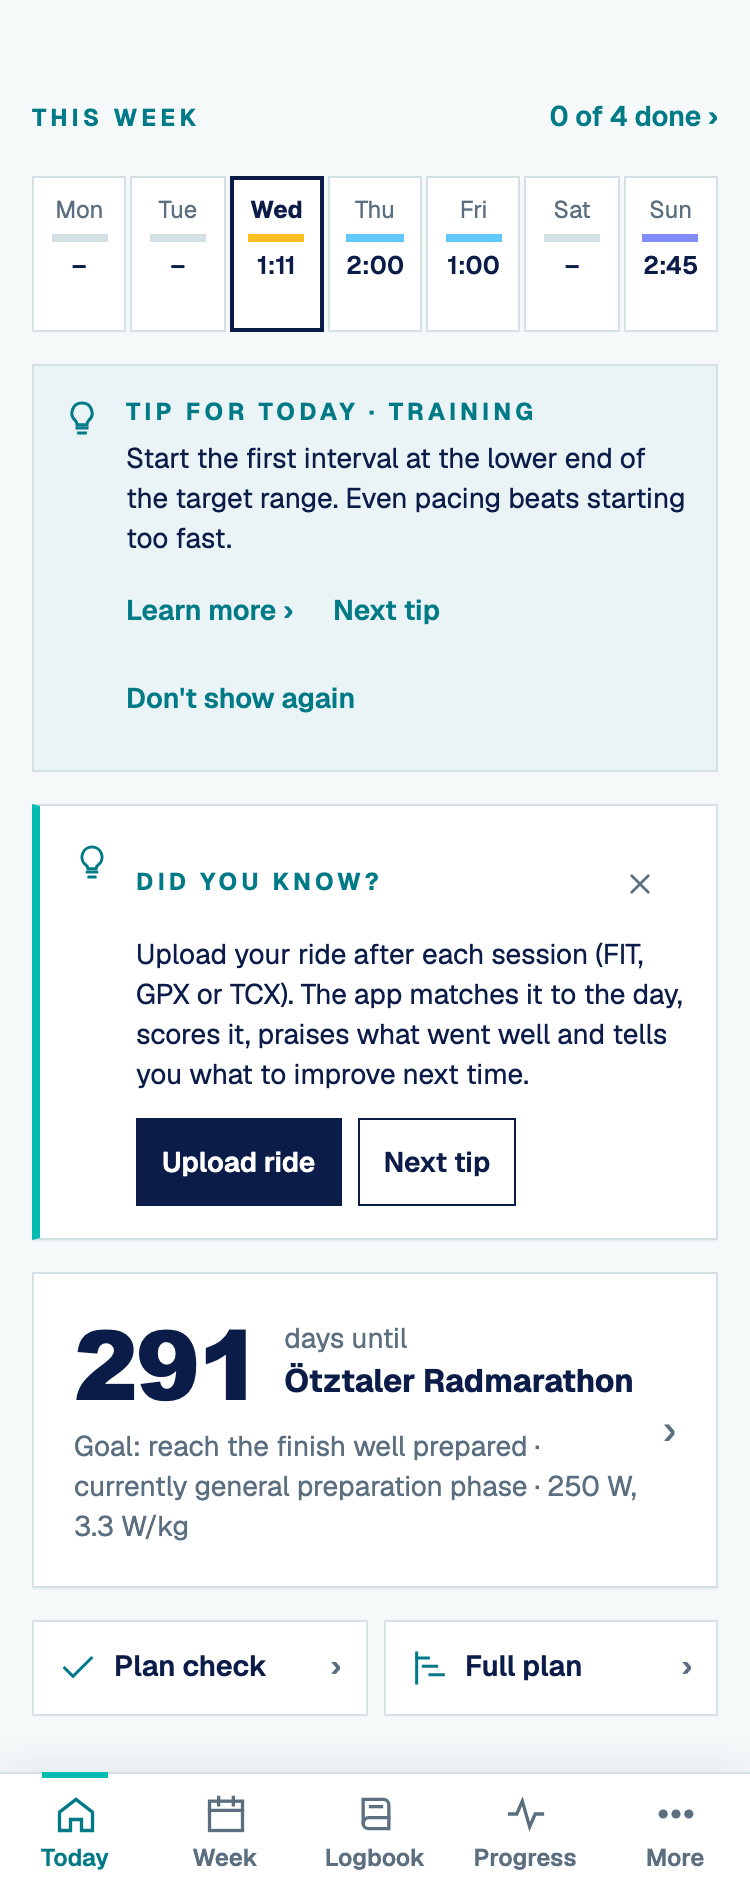 THIS WEEK
0 of 4 done ›
Mon Tue Wed Thu Fri Sat Sun
– – 1:11 2:00 1:00 – 2:45
TIP FOR TODAY · TRAINING
Start the first interval at the lower end of
the target range. Even pacing beats starting
too fast.
Learn more › Next tip
Don't show again
DID YOU KNOW?
Upload your ride after each session (FIT,
GPX or TCX). The app matches it to the day,
scores it, praises what went well and tells
you what to improve next time.
Upload ride Next tip
291
days until
Ötztaler Radmarathon
Goal: reach the finish well prepared ·
currently general preparation phase · 250 W,
3.3 W/kg
Plan check › Full plan ›
Today Week Logbook Progress More